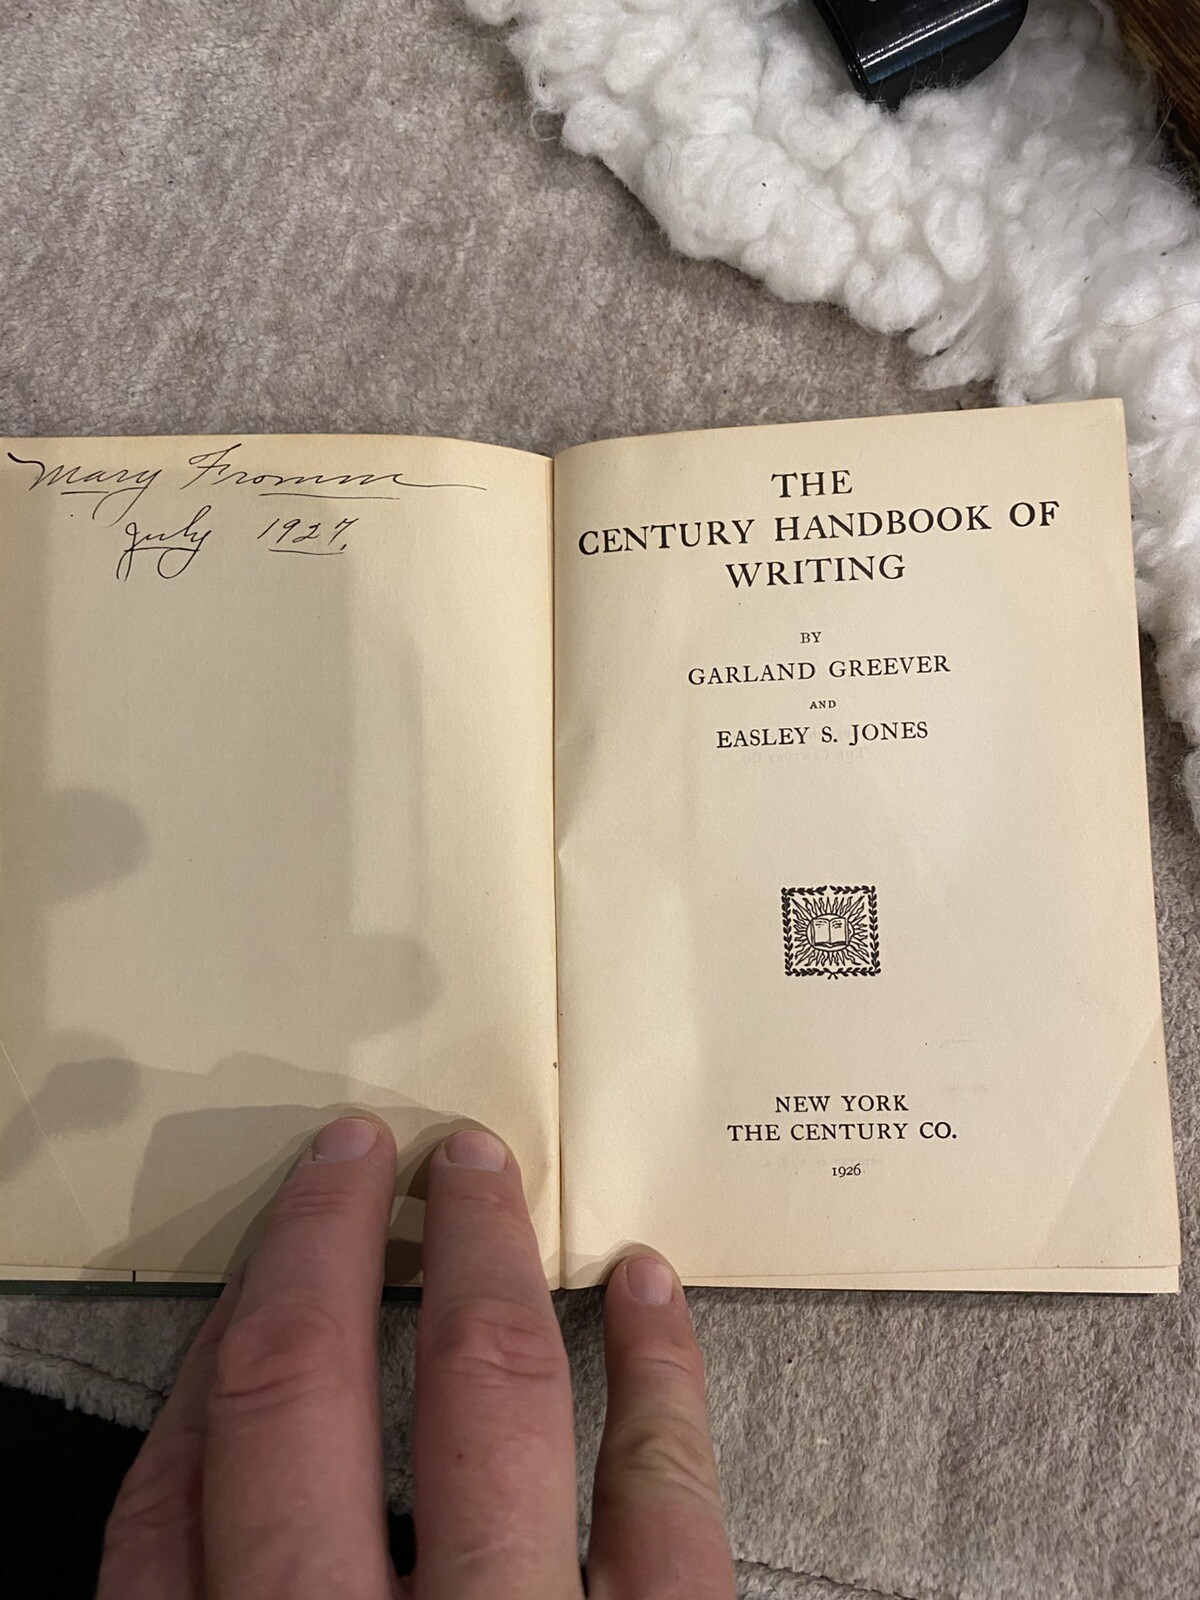 Mary Fromm
July 1927.
THE
CENTURY HANDBOOK OF
WRITING
BY
GARLAND GREEVER
AND
EASLEY S. JONES
NEW YORK
THE CENTURY CO.
1926